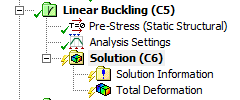 Linear Buckling (C5)
Pre-Stress (Static Structural)
Analysis Settings
Solution (C6)
Solution Information
Total Deformation